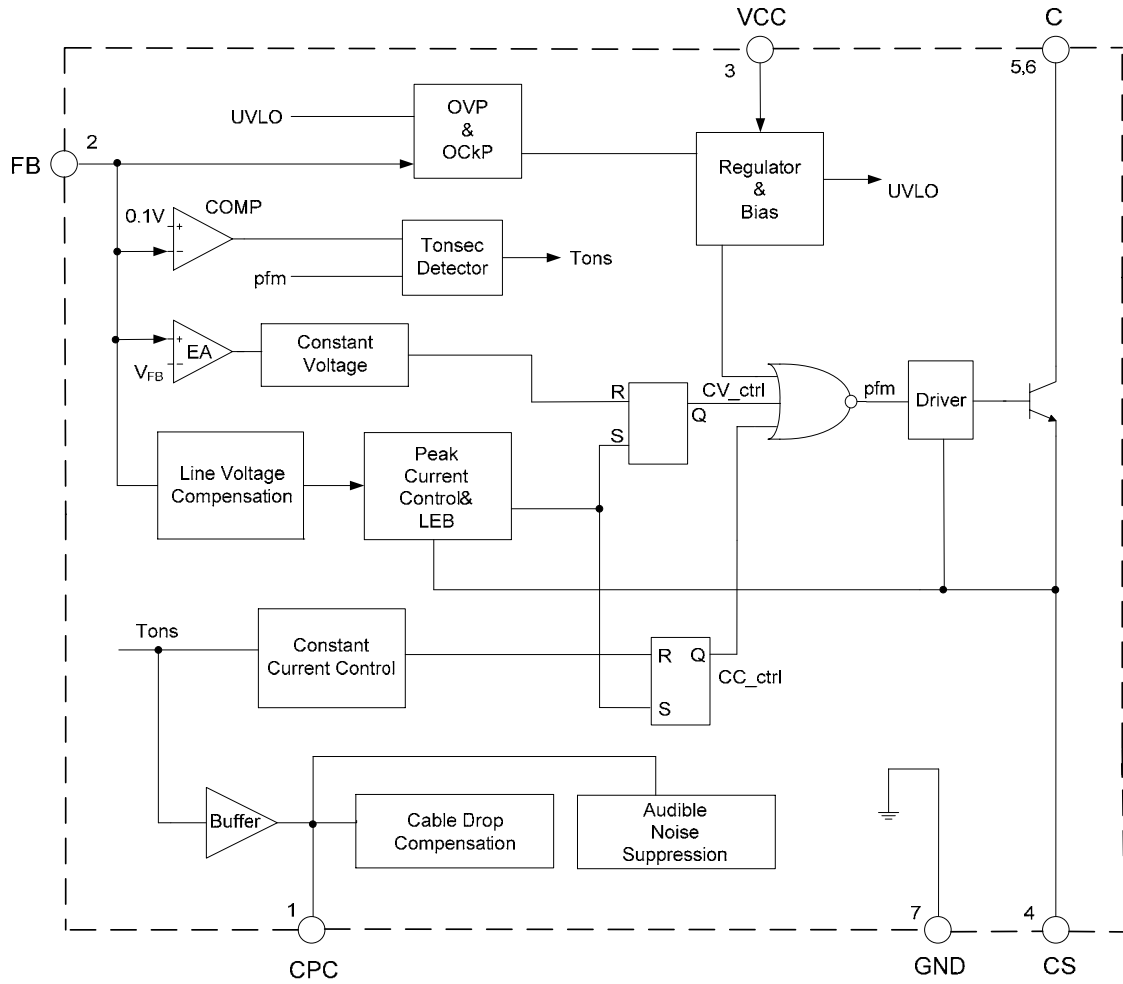 VCC
C
3
5,6
OVP
&
OCkP
UVLO
2
FB
Regulator
&
Bias
UVLO
COMP
0.1V
+
−
Tonsec
Detector
Tons
pfm
+
EA
−
VFB
Constant
Voltage
R
S
Q
CV_ctrl
pfm
Driver
Line Voltage
Compensation
Peak
Current
Control&
LEB
Tons
Constant
Current Control
R
Q
S
CC_ctrl
Buffer
Cable Drop
Compensation
Audible
Noise
Suppression
1
7
4
CPC
GND
CS